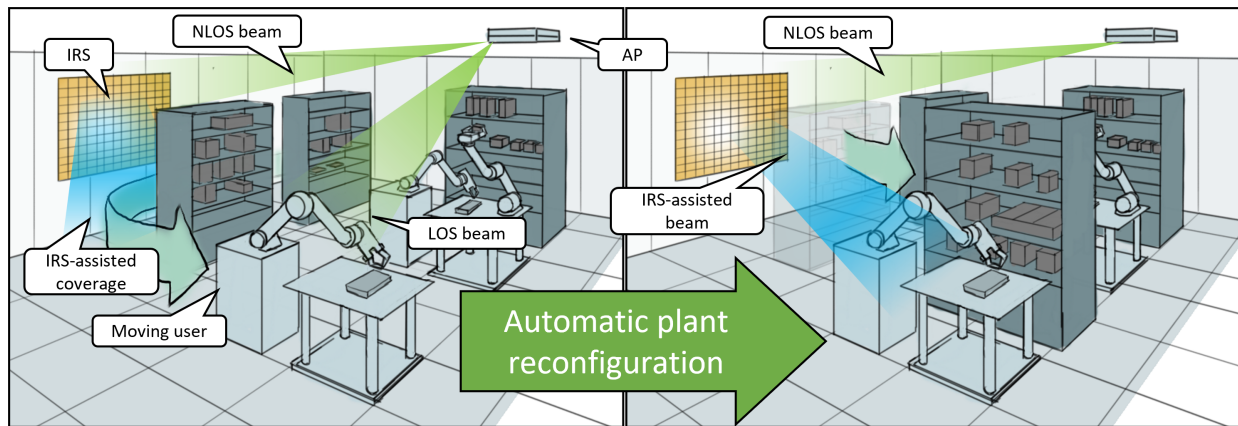 NLOS beam
IRS
AP
LOS beam
IRS-assisted
coverage
Moving user
Automatic plant
reconfiguration
NLOS beam
IRS-assisted
beam